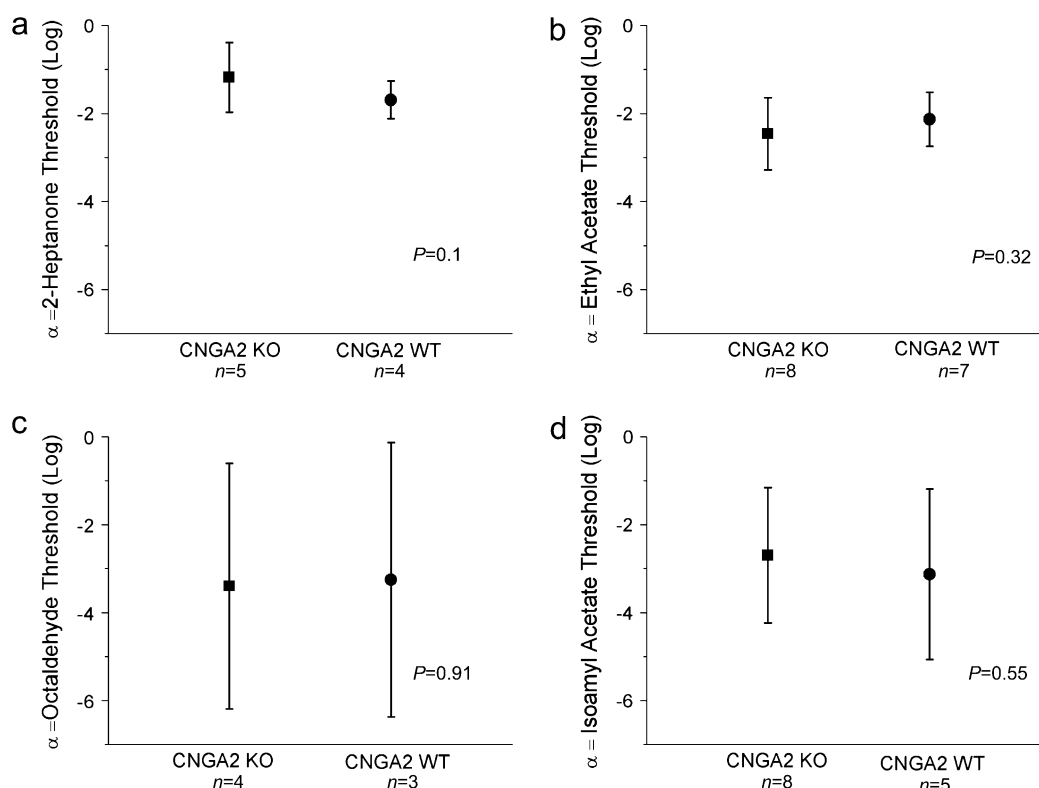 a
α =2-Heptanone Threshold (Log)
0
-2
-4
-6
P=0.1
CNGA2 KO
n=5
CNGA2 WT
n=4
b
α = Ethyl Acetate Threshold (Log)
0
-2
-4
-6
P=0.32
CNGA2 KO
n=8
CNGA2 WT
n=7
c
α =Octaldehyde Threshold (Log)
0
-2
-4
-6
P=0.91
CNGA2 KO
n=4
CNGA2 WT
n=3
d
α = Isoamyl Acetate Threshold (Log)
0
-2
-4
-6
P=0.55
CNGA2 KO
n=8
CNGA2 WT
n=5